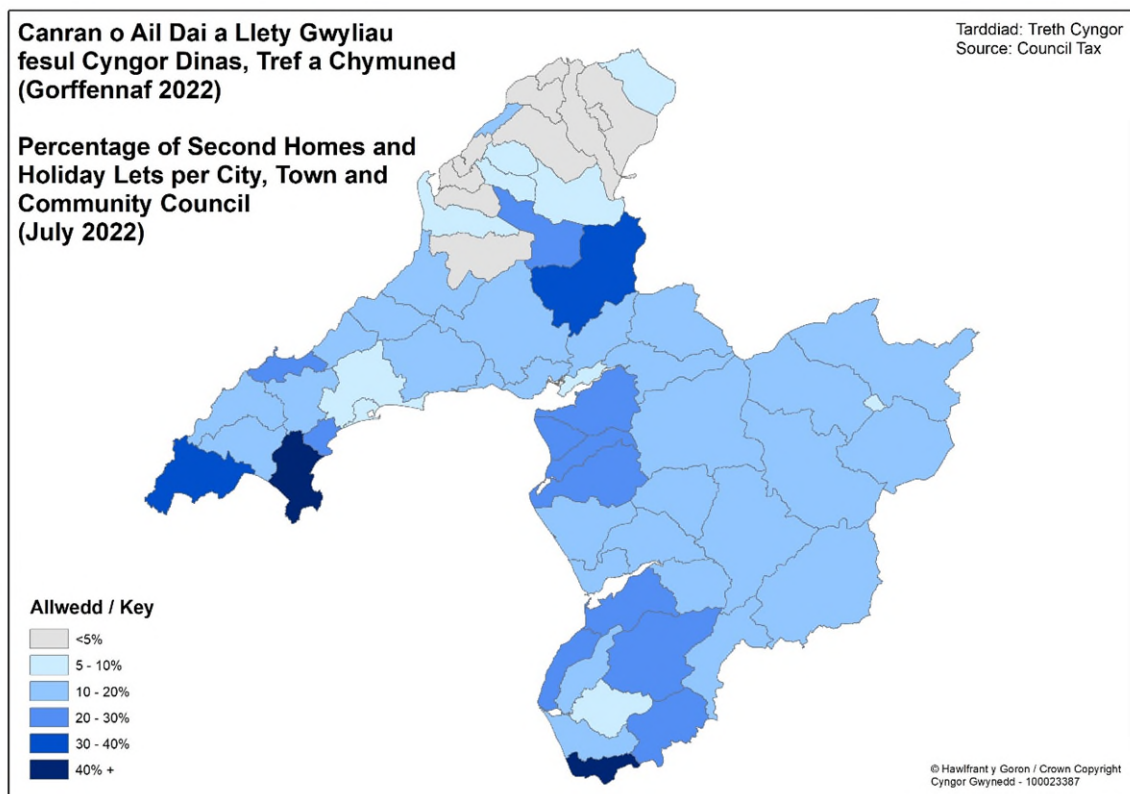 Canran o Ail Dai a Llety Gwyliau
fesul Cyngor Dinas, Tref a Chymuned
(Gorffennaf 2022)
Percentage of Second Homes and
Holiday Lets per City, Town and
Community Council
(July 2022)
Tarddiad: Treth Cyngor
Source: Council Tax
Allwedd / Key
<5%
5 - 10%
10 - 20%
20 - 30%
30 - 40%
40% +
© Hawlfrant y Goron / Crown Copyright
Cyngor Gwynedd - 100023387